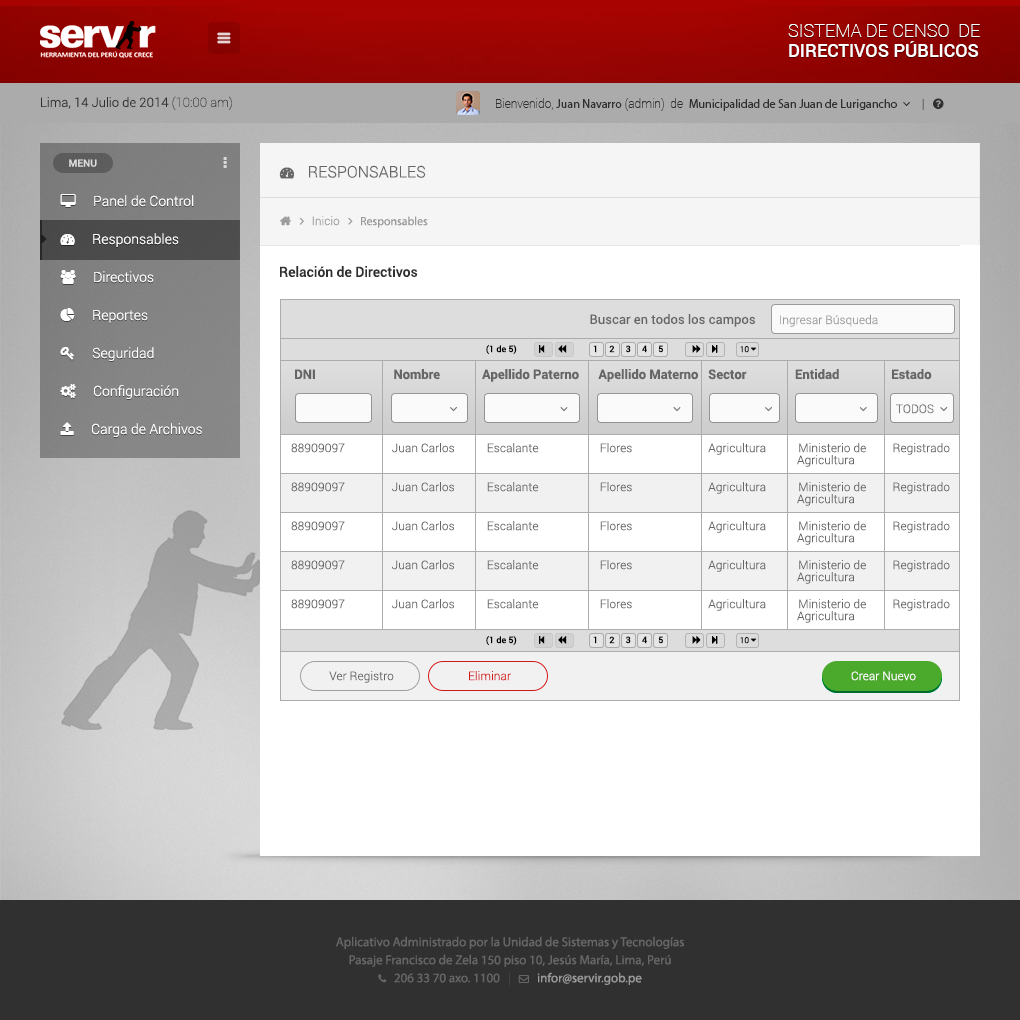 servir
HERRAMIENTA DEL PERÚ QUE CRECE
SISTEMA DE CENSO DE
DIRECTIVOS PÚBLICOS
Lima, 14 Julio de 2014 (10:00 am)
Bienvenido, Juan Navarro (admin) de Municipalidad de San Juan de Lurigancho |
MENU
Panel de Control
Responsables
Directivos
Reportes
Seguridad
Configuración
Carga de Archivos
RESPONSABLES
Inicio Responsables
Relación de Directivos
Buscar en todos los campos Ingresar Búsqueda
(1 de 5) 1 2 3 4 5 10
DNI Nombre Apellido Paterno Apellido Materno Sector Entidad Estado
TODOS
88909097 Juan Carlos Escalante Flores Agricultura Ministerio de Registrado
Agricultura
88909097 Juan Carlos Escalante Flores Agricultura Ministerio de Registrado
Agricultura
88909097 Juan Carlos Escalante Flores Agricultura Ministerio de Registrado
Agricultura
88909097 Juan Carlos Escalante Flores Agricultura Ministerio de Registrado
Agricultura
88909097 Juan Carlos Escalante Flores Agricultura Ministerio de Registrado
Agricultura
(1 de 5) 1 2 3 4 5 10
Ver Registro Eliminar Crear Nuevo
Aplicativo Administrado por la Unidad de Sistemas y Tecnologías
Pasaje Francisco de Zela 150 piso 10, Jesús María, Lima, Perú
206 33 70 axo. 1100 | infor@servir.gob.pe